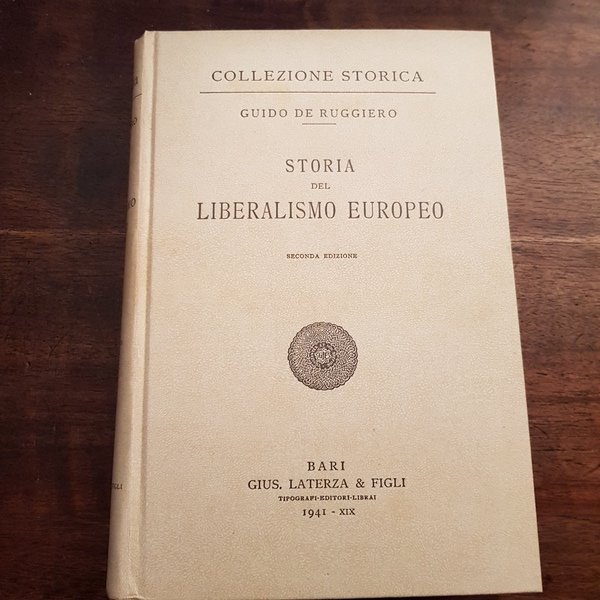 COLLEZIONE STORICA
GUIDO DE RUGGIERO
STORIA
DEL
LIBERALISMO EUROPEO
SECONDA EDIZIONE
BARI
GIUS. LATERZA & FIGLI
TIPOGRAFI-EDITORI-LIBRAI
1941 - XIX